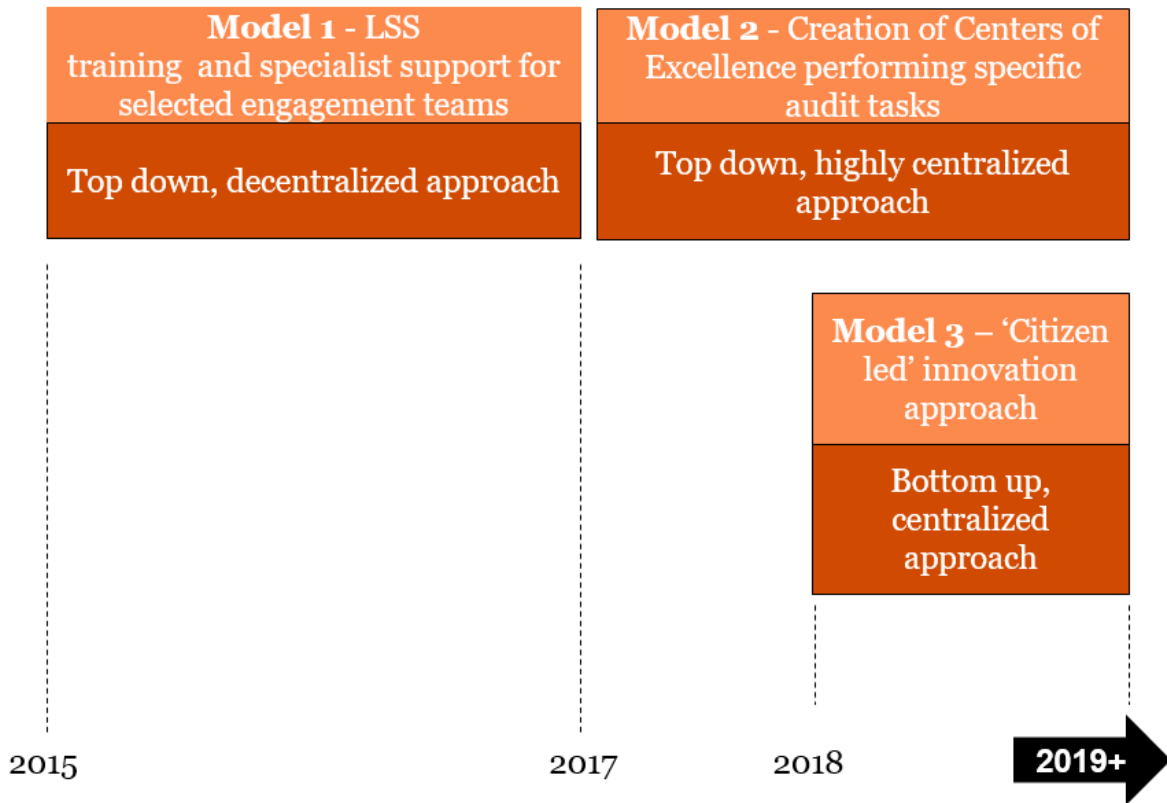 Model 1 - LSS
training and specialist support for
selected engagement teams
Top down, decentralized approach
Model 2 - Creation of Centers of
Excellence performing specific
audit tasks
Top down, highly centralized
approach
Model 3 – ‘Citizen
led’ innovation
approach
Bottom up,
centralized
approach
2015
2017
2018
2019+